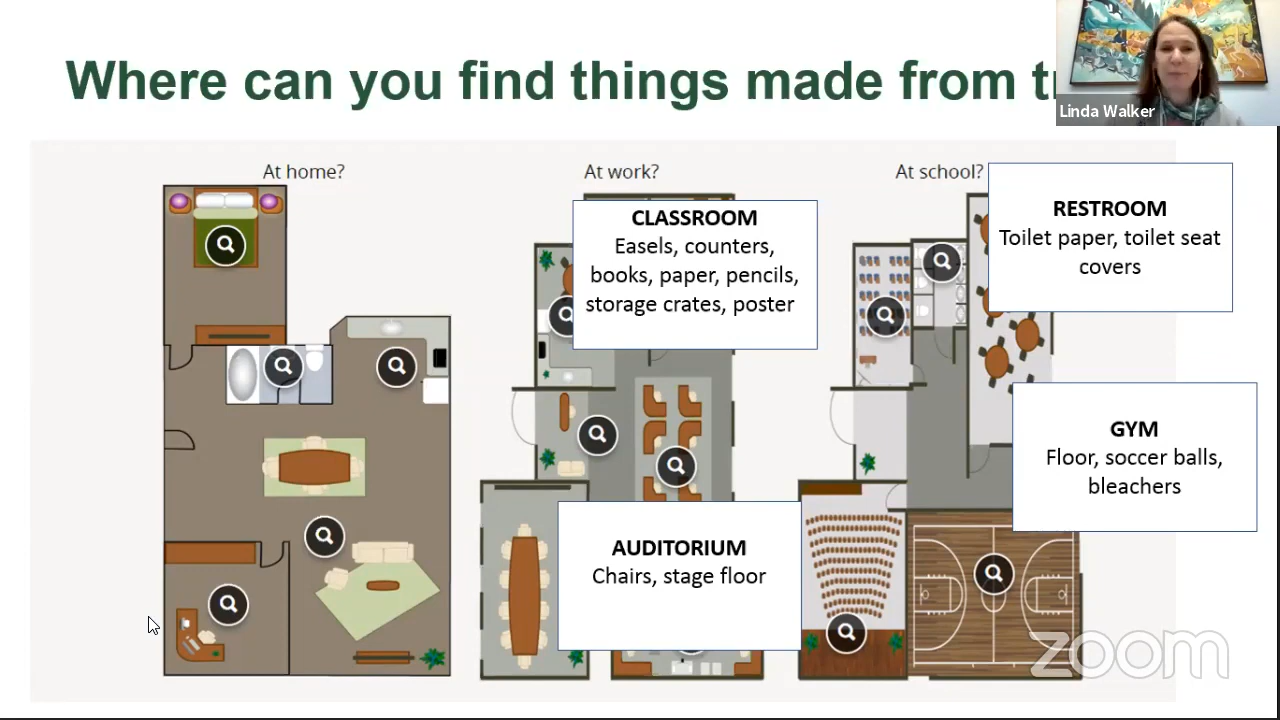 Where can you find things made from
Linda Walker
At home?
At work?
At school?
CLASSROOM
Easels, counters,
books, paper, pencils,
storage crates, poster
RESTROOM
Toilet paper, toilet seat
covers
GYM
Floor, soccer balls,
bleachers
AUDITORIUM
Chairs, stage floor
zoom